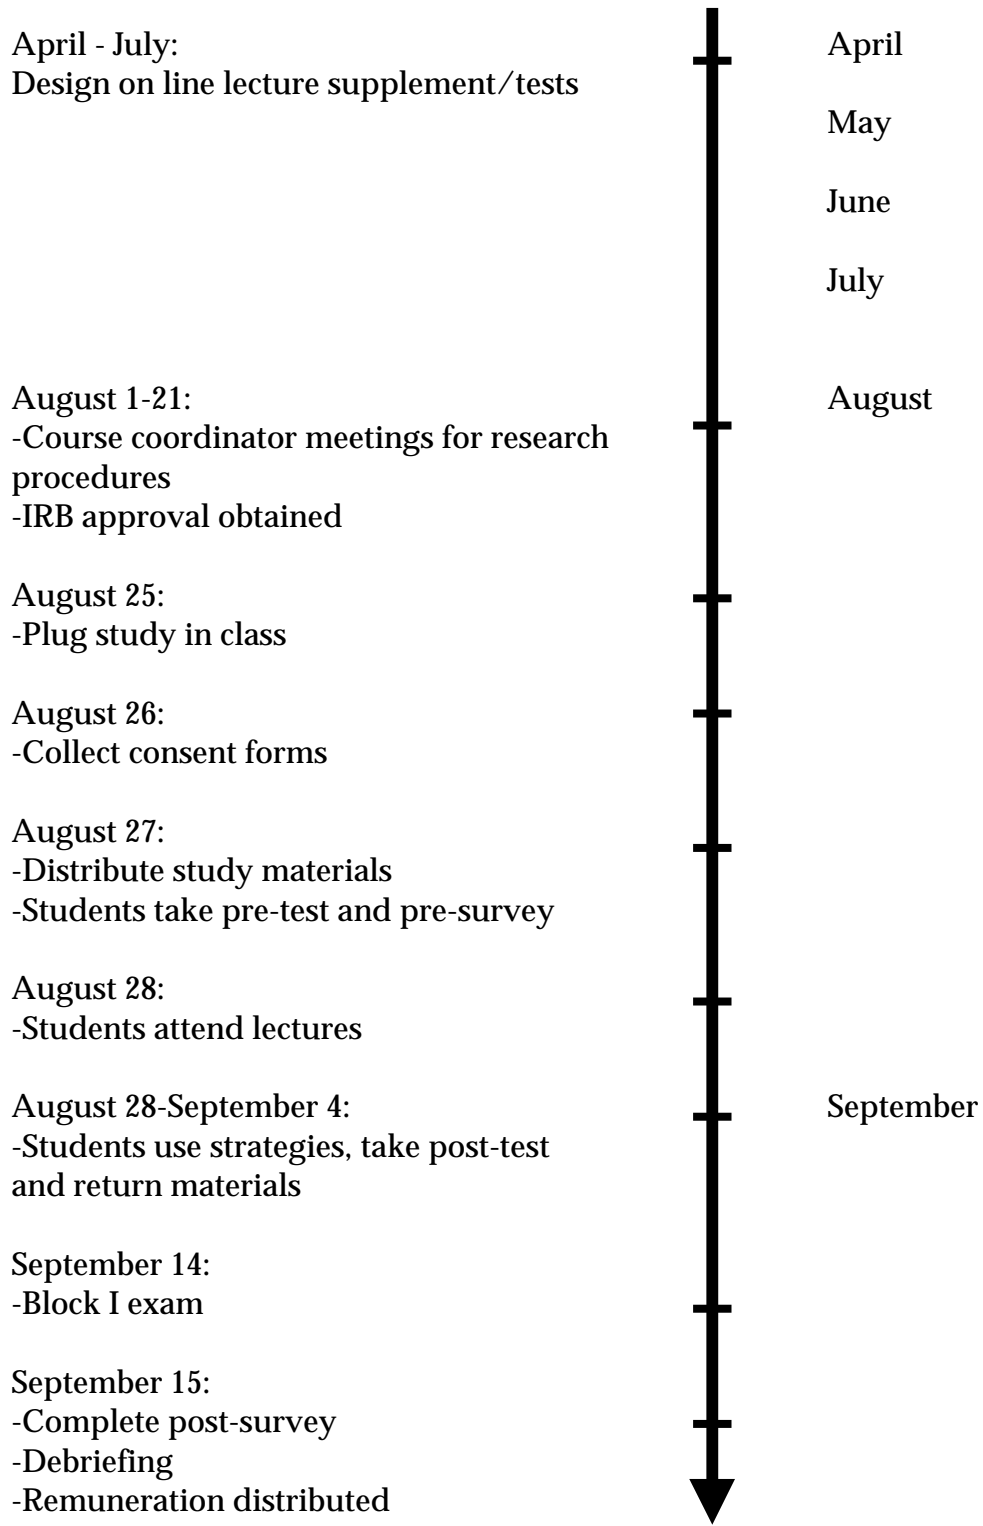 April - July:
Design on line lecture supplement/tests
April
May
June
July
August 1-21:
-Course coordinator meetings for research
procedures
-IRB approval obtained
August
August 25:
-Plug study in class
August 26:
-Collect consent forms
August 27:
-Distribute study materials
-Students take pre-test and pre-survey
August 28:
-Students attend lectures
August 28-September 4:
-Students use strategies, take post-test
and return materials
September
September 14:
-Block I exam
September 15:
-Complete post-survey
-Debriefing
-Remuneration distributed